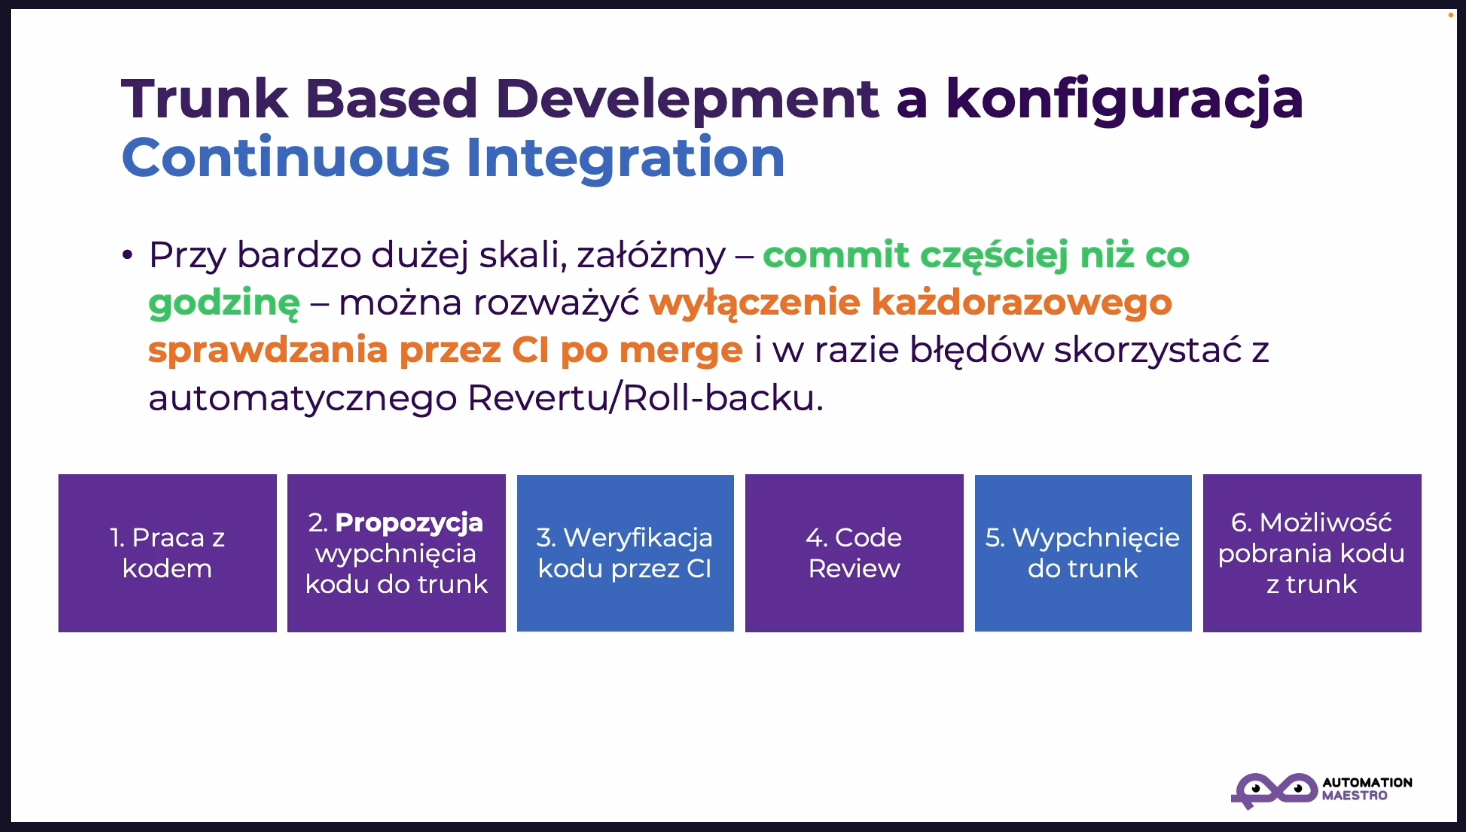 Trunk Based Develepment a konfiguracja
Continuous Integration
• Przy bardzo dużej skali, załóżmy – commit częściej niż co
godzinę – można rozważyć wyłączenie każdorazowego
sprawdzania przez CI po merge i w razie błędów skorzystać z
automatycznego Revertu/Roll-backu.
1. Praca z
kodem
2. Propozycja
wypchnięcia
kodu do trunk
3. Weryfikacja
kodu przez CI
4. Code
Review
5. Wypchnięcie
do trunk
6. Możliwość
pobrania kodu
z trunk
AUTOMATION
MAESTRO